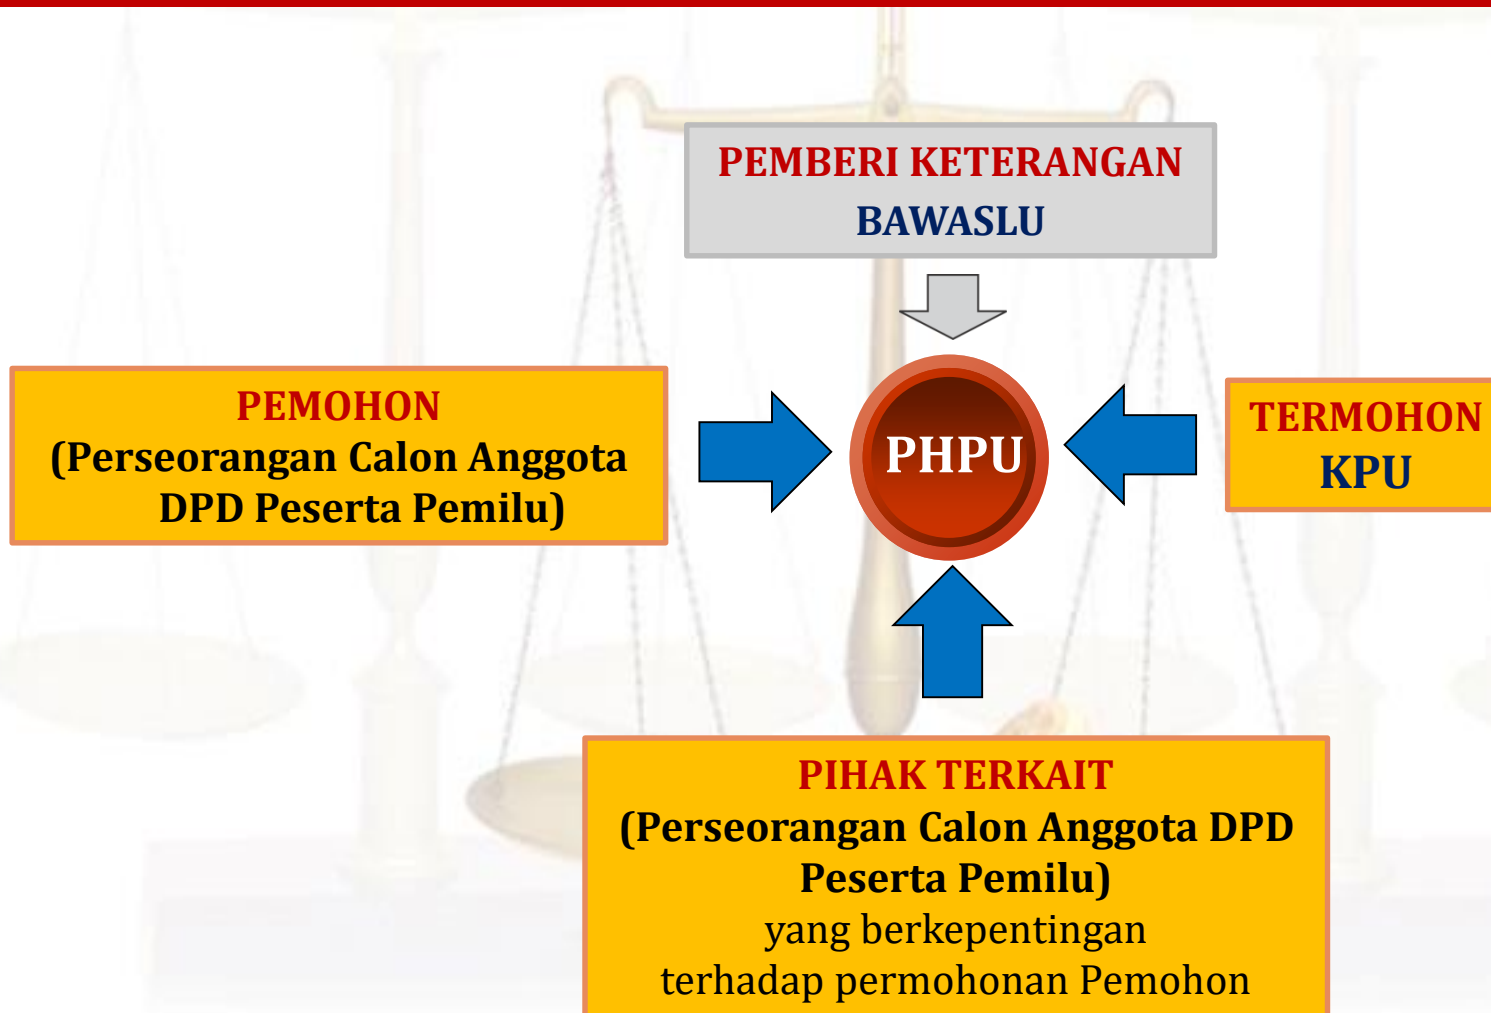 PEMBERI KETERANGAN
BAWASLU
PEMOHON
(Perseorangan Calon Anggota
DPD Peserta Pemilu)
PHPU
TERMOHON
KPU
PIHAK TERKAIT
(Perseorangan Calon Anggota DPD
Peserta Pemilu)
yang berkepentingan
terhadap permohonan Pemohon